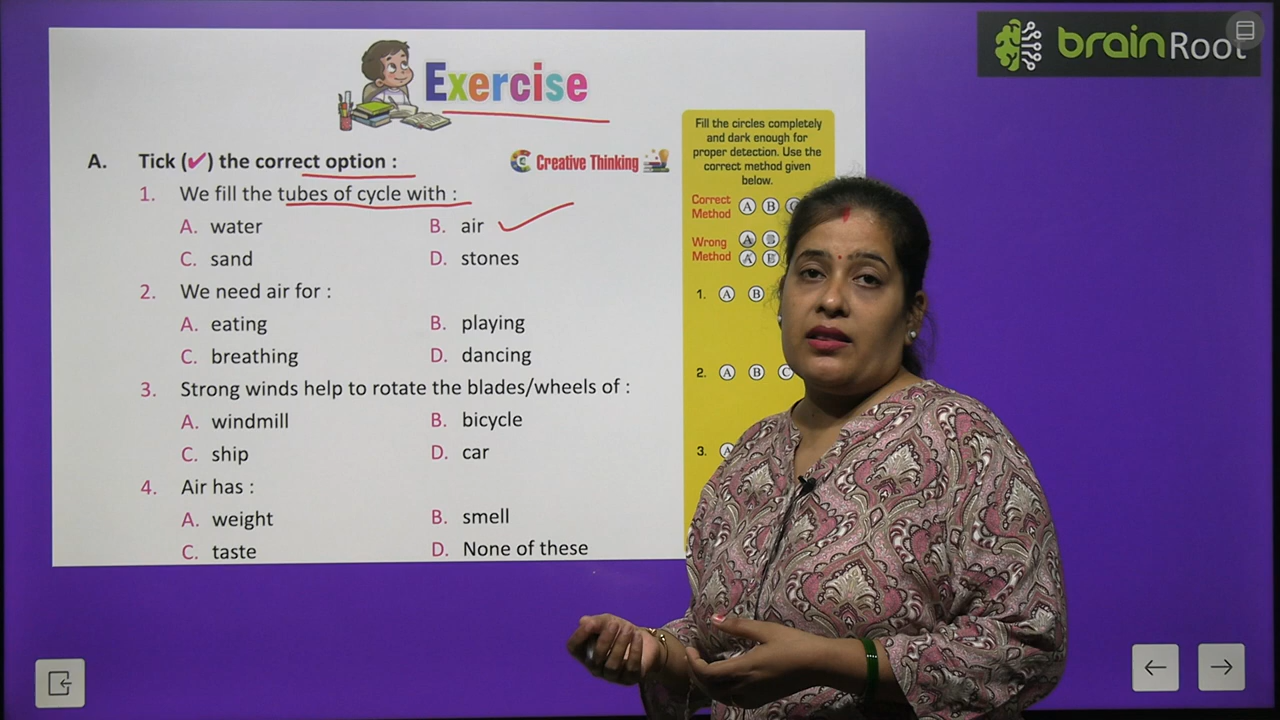 brainRoot
Exercise
Fill the circles completely
and dark enough for
proper detection. Use the
correct method given
below.
A. Tick (✔) the correct option :
Creative Thinking
1. We fill the tubes of cycle with :
A. water B. air
C. sand D. stones
2. We need air for :
A. eating B. playing
C. breathing D. dancing
3. Strong winds help to rotate the blades/wheels of :
A. windmill B. bicycle
C. ship D. car
4. Air has :
A. weight B. smell
C. taste D. None of these
Correct
Method A B
Wrong
Method A B
A B
1. A B
2. A B C
3. A